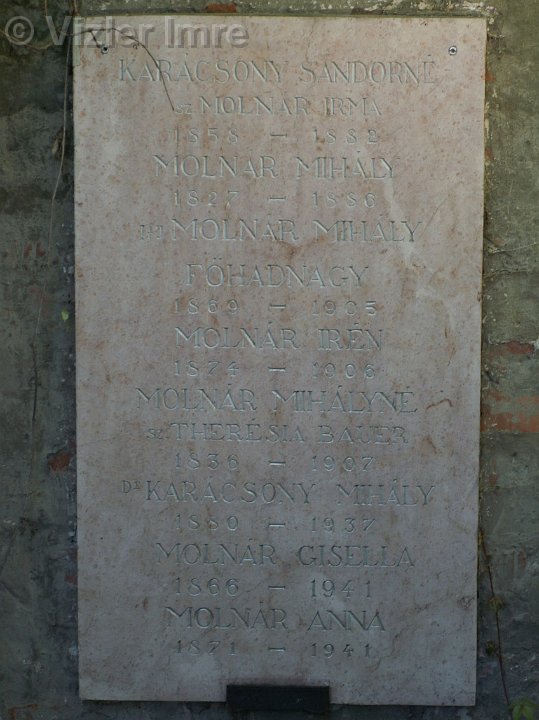 © Vizler Imre
KARÁCSONY SÁNDORNÉ
SZ. MOLNÁR IRMA
1858 – 1882
MOLNÁR MIHÁLY
1827 – 1886
IFJ MOLNÁR MIHÁLY
FŐHADNAGY
1869 – 1905
MOLNÁR IRÉN
1874 – 1906
MOLNÁR MIHÁLYNÉ
SZ. THERÉSIA BAUER
1836 – 1907
DR KARÁCSONY MIHÁLY
1880 – 1937
MOLNÁR GISELLA
1866 – 1941
MOLNÁR ANNA
1871 – 1941